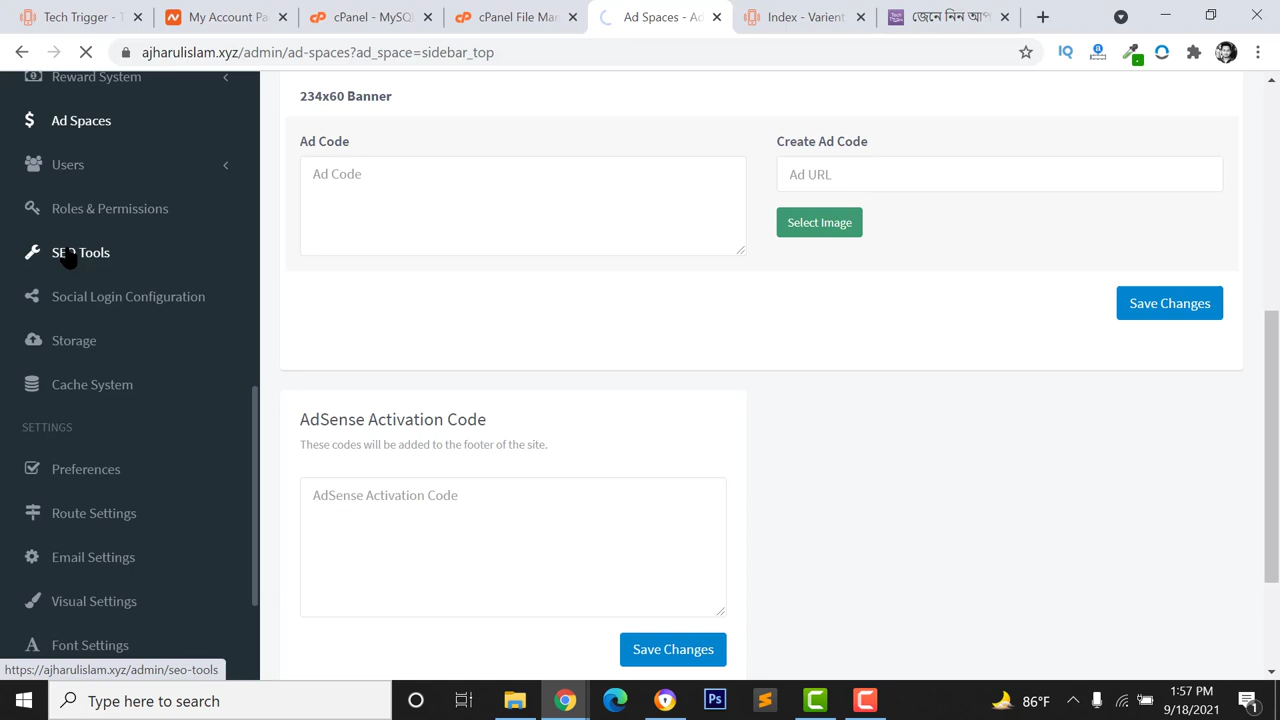 Tech Trigger - T
My Account Pa
cPanel - MySQL
cPanel File Man
Ad Spaces - Ad
Index - Varient
জেনে নিন আপ
ajharulislam.xyz/admin/ad-spaces?ad_space=sidebar_top
Reward System
Ad Spaces
Users
Roles & Permissions
SEO Tools
Social Login Configuration
Storage
Cache System
SETTINGS
Preferences
Route Settings
Email Settings
Visual Settings
Font Settings
https://ajharulislam.xyz/admin/seo-tools
234x60 Banner
Ad Code
Ad Code
Create Ad Code
Ad URL
Select Image
Save Changes
AdSense Activation Code
These codes will be added to the footer of the site.
AdSense Activation Code
Save Changes
Type here to search
86°F
1:57 PM
9/18/2021
1